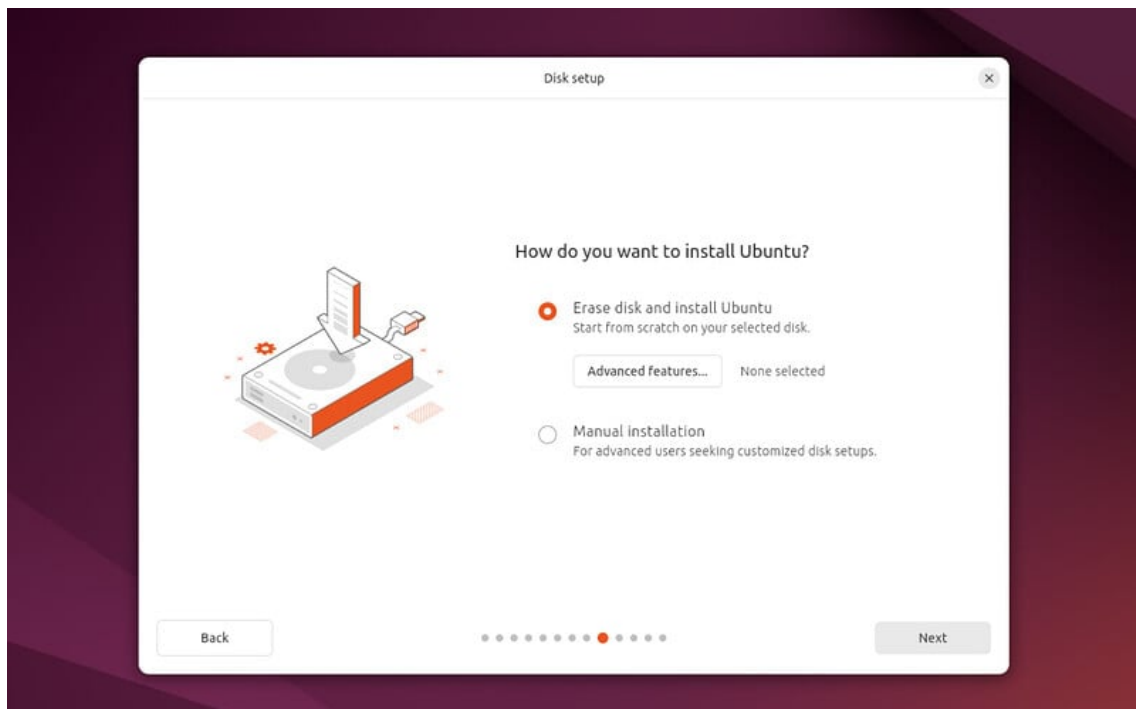 Disk setup
How do you want to install Ubuntu?
Erase disk and install Ubuntu
Start from scratch on your selected disk.
Advanced features... None selected
Manual installation
For advanced users seeking customized disk setups.
Back Next